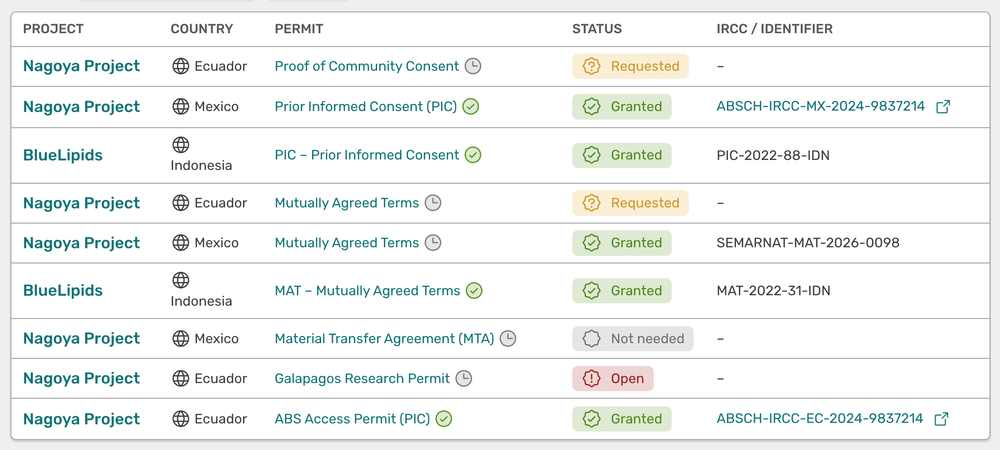 PROJECT COUNTRY PERMIT STATUS IRCC / IDENTIFIER
Nagoya Project Ecuador Proof of Community Consent Requested –
Nagoya Project Mexico Prior Informed Consent (PIC) Granted ABSCH-IRCC-MX-2024-9837214
BlueLipids Indonesia PIC – Prior Informed Consent Granted PIC-2022-88-IDN
Nagoya Project Ecuador Mutually Agreed Terms Requested –
Nagoya Project Mexico Mutually Agreed Terms Granted SEMARNAT-MAT-2026-0098
BlueLipids Indonesia MAT – Mutually Agreed Terms Granted MAT-2022-31-IDN
Nagoya Project Mexico Material Transfer Agreement (MTA) Not needed –
Nagoya Project Ecuador Galapagos Research Permit Open –
Nagoya Project Ecuador ABS Access Permit (PIC) Granted ABSCH-IRCC-EC-2024-9837214